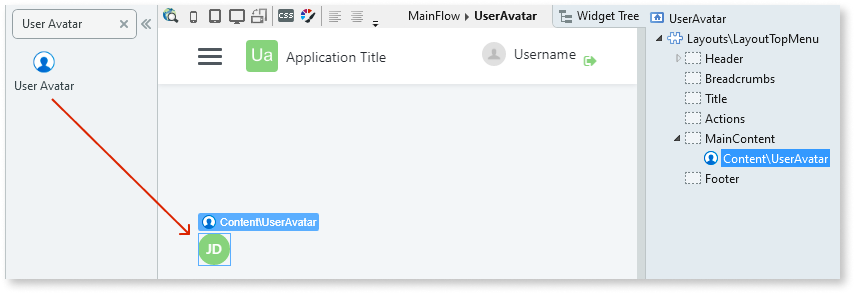 User Avatar
User Avatar
CSS
MainFlow ▸ UserAvatar
Widget Tree
Ua
Application Title
Username
Content\UserAvatar
JD
UserAvatar
Layouts\LayoutTopMenu
Header
Breadcrumbs
Title
Actions
MainContent
Content\UserAvatar
Footer